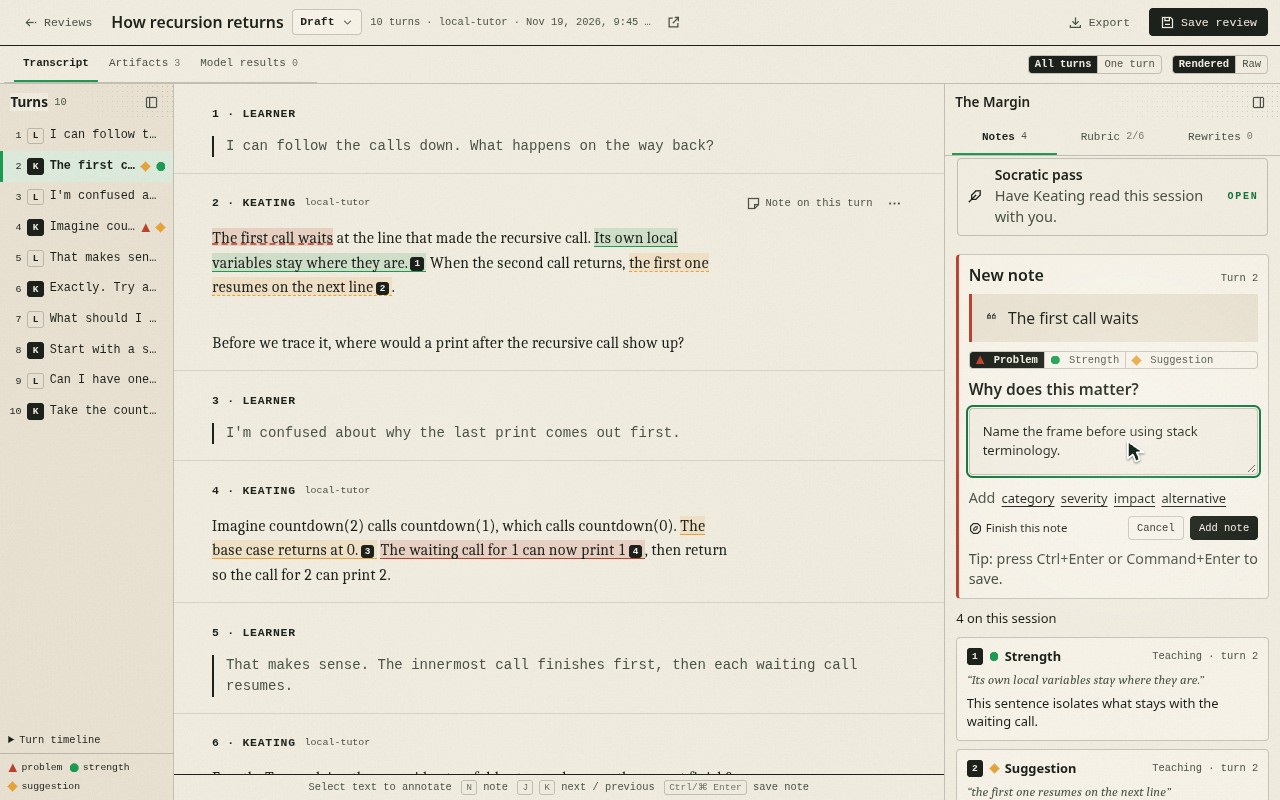 Reviews
How recursion returns
Draft
10 turns · local-tutor · Nov 19, 2026, 9:45 …
Export
Save review
Transcript
Artifacts 3
Model results 0
All turns
One turn
Rendered
Raw
Turns 10
1 L I can follow t…
2 K The first c…
3 L I'm confused a…
4 K Imagine cou…
5 L That makes sen…
6 K Exactly. Try a…
7 L What should I …
8 K Start with a s…
9 L Can I have one…
10 K Take the count…
Turn timeline
problem strength
suggestion
1 · LEARNER
I can follow the calls down. What happens on the way back?
2 · KEATING local-tutor
Note on this turn
The first call waits at the line that made the recursive call. Its own local
variables stay where they are. 1 When the second call returns, the first one
resumes on the next line 2 .
Before we trace it, where would a print after the recursive call show up?
3 · LEARNER
I'm confused about why the last print comes out first.
4 · KEATING local-tutor
Imagine countdown(2) calls countdown(1), which calls countdown(0). The
base case returns at 0. 3 The waiting call for 1 can now print 1 4 , then return
so the call for 2 can print 2.
5 · LEARNER
That makes sense. The innermost call finishes first, then each waiting call
resumes.
6 · KEATING local-tutor
Select text to annotate N note J K next / previous Ctrl/⌘ Enter save note
The Margin
Notes 4
Rubric 2/6
Rewrites 0
Socratic pass
Have Keating read this session
with you.
OPEN
New note
Turn 2
“ The first call waits
Problem
Strength
Suggestion
Why does this matter?
Name the frame before using stack
terminology.
Add category severity impact alternative
Finish this note
Cancel
Add note
Tip: press Ctrl+Enter or Command+Enter to
save.
4 on this session
1 Strength
Teaching · turn 2
“Its own local variables stay where they are.”
This sentence isolates what stays with the
waiting call.
2 Suggestion
Teaching · turn 2
“the first one resumes on the next line”